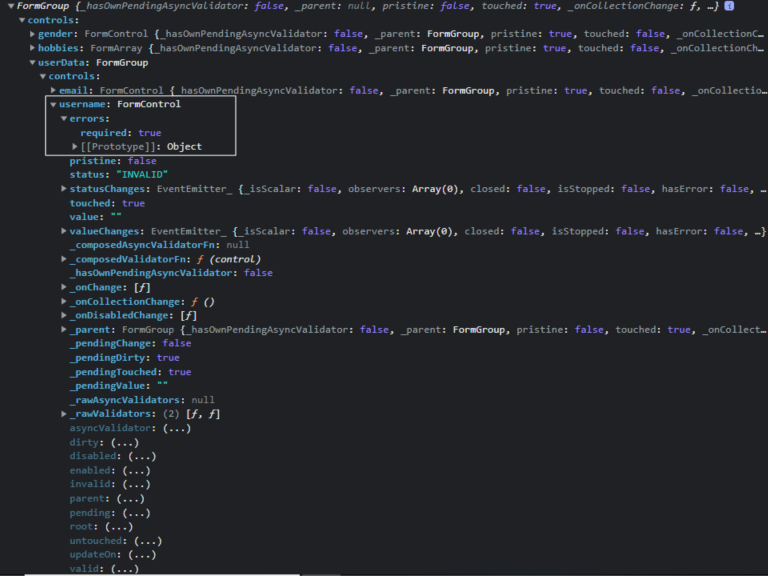 FormGroup {_hasOwnPendingAsyncValidator: false, _parent: null, pristine: false, touched: true, _onCollectionChange: ƒ, …} i
controls:
gender: FormControl {_hasOwnPendingAsyncValidator: false, _parent: FormGroup, pristine: true, touched: false, _onCollectionC…
hobbies: FormArray {_hasOwnPendingAsyncValidator: false, _parent: FormGroup, pristine: true, touched: false, _onCollectionCh…
userData: FormGroup
controls:
email: FormControl {_hasOwnPendingAsyncValidator: false, _parent: FormGroup, pristine: true, touched: false, _onCollectio…
username: FormControl
errors:
required: true
[[Prototype]]: Object
pristine: false
status: "INVALID"
statusChanges: EventEmitter_ {_isScalar: false, observers: Array(0), closed: false, isStopped: false, hasError: false, …
touched: true
value: ""
valueChanges: EventEmitter_ {_isScalar: false, observers: Array(0), closed: false, isStopped: false, hasError: false, …}
_composedAsyncValidatorFn: null
_composedValidatorFn: ƒ (control)
_hasOwnPendingAsyncValidator: false
_onChange: [ƒ]
_onCollectionChange: ƒ ()
_onDisabledChange: [ƒ]
_parent: FormGroup {_hasOwnPendingAsyncValidator: false, _parent: FormGroup, pristine: false, touched: true, _onCollect…
_pendingChange: false
_pendingDirty: true
_pendingTouched: true
_pendingValue: ""
_rawAsyncValidators: null
_rawValidators: (2) [ƒ, ƒ]
asyncValidator: (...)
dirty: (...)
disabled: (...)
enabled: (...)
invalid: (...)
parent: (...)
pending: (...)
root: (...)
untouched: (...)
updateOn: (...)
valid: (...)